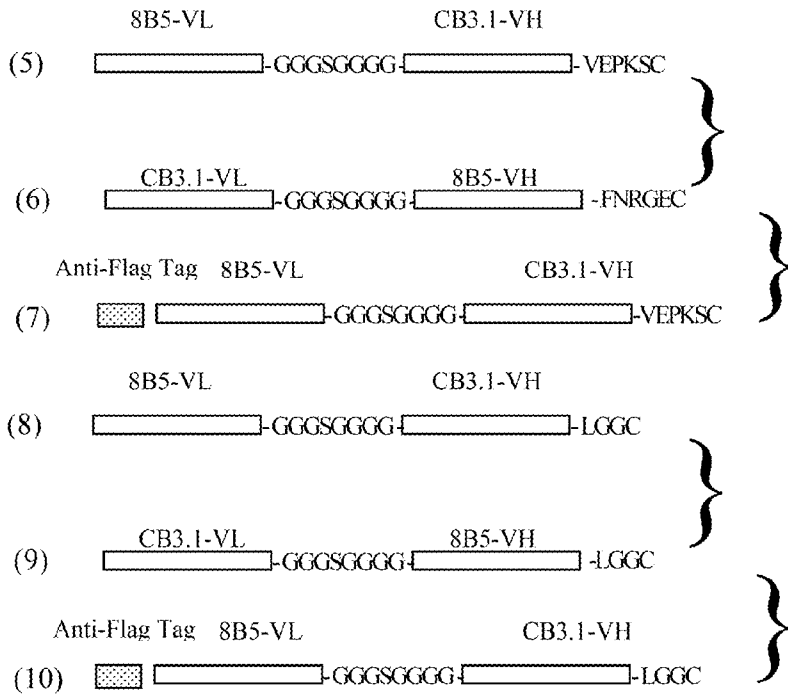 8B5-VL CB3.1-VH
(5) -GGGSGGGG- -VEPKSC
CB3.1-VL 8B5-VH
(6) -GGGSGGGG- -FNRGEC
Anti-Flag Tag 8B5-VL CB3.1-VH
(7) -GGGSGGGG- -VEPKSC
8B5-VL CB3.1-VH
(8) -GGGSGGGG- -LGGC
CB3.1-VL 8B5-VH
(9) -GGGSGGGG- -LGGC
Anti-Flag Tag 8B5-VL CB3.1-VH
(10) -GGGSGGGG- -LGGC